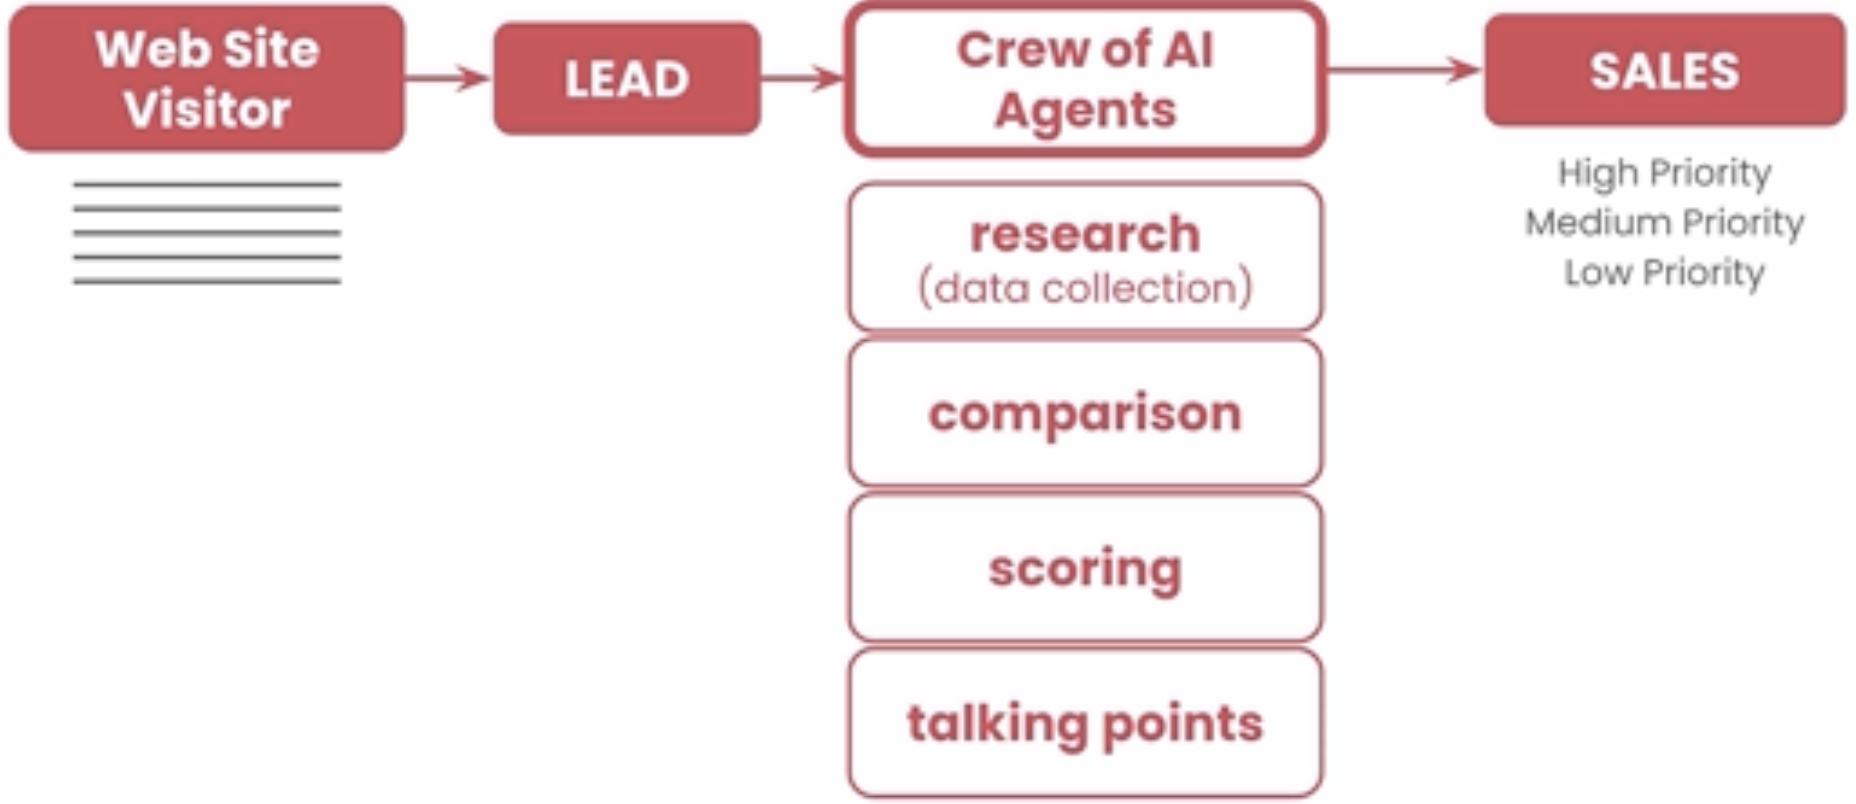 Web Site
Visitor
LEAD
Crew of AI
Agents
SALES
research
(data collection)
comparison
scoring
talking points
High Priority
Medium Priority
Low Priority